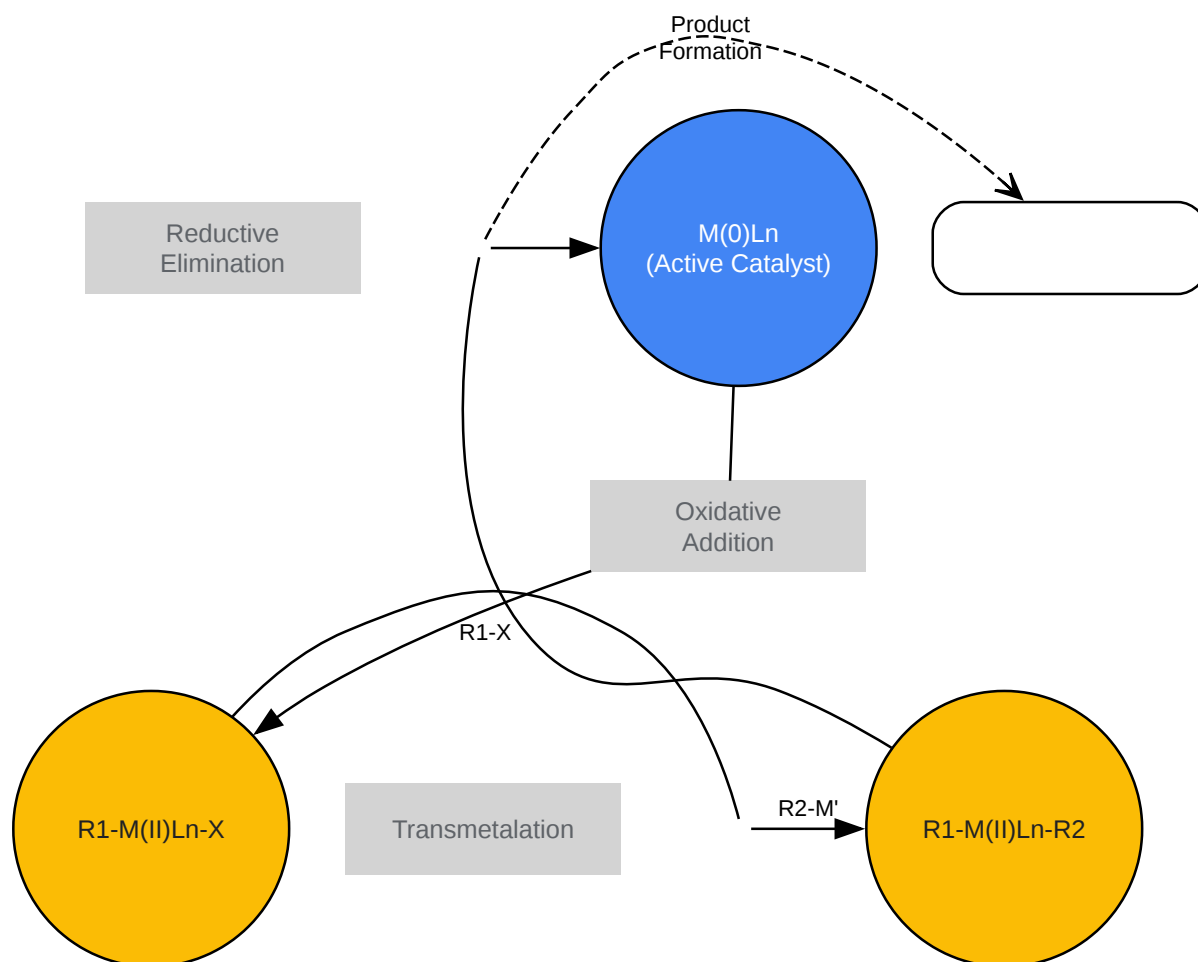 Product
Formation
Reductive
Elimination
M(0)Ln
(Active Catalyst)
Oxidative
Addition
R1-X
R1-M(II)Ln-X
Transmetalation
R2-M'
R1-M(II)Ln-R2